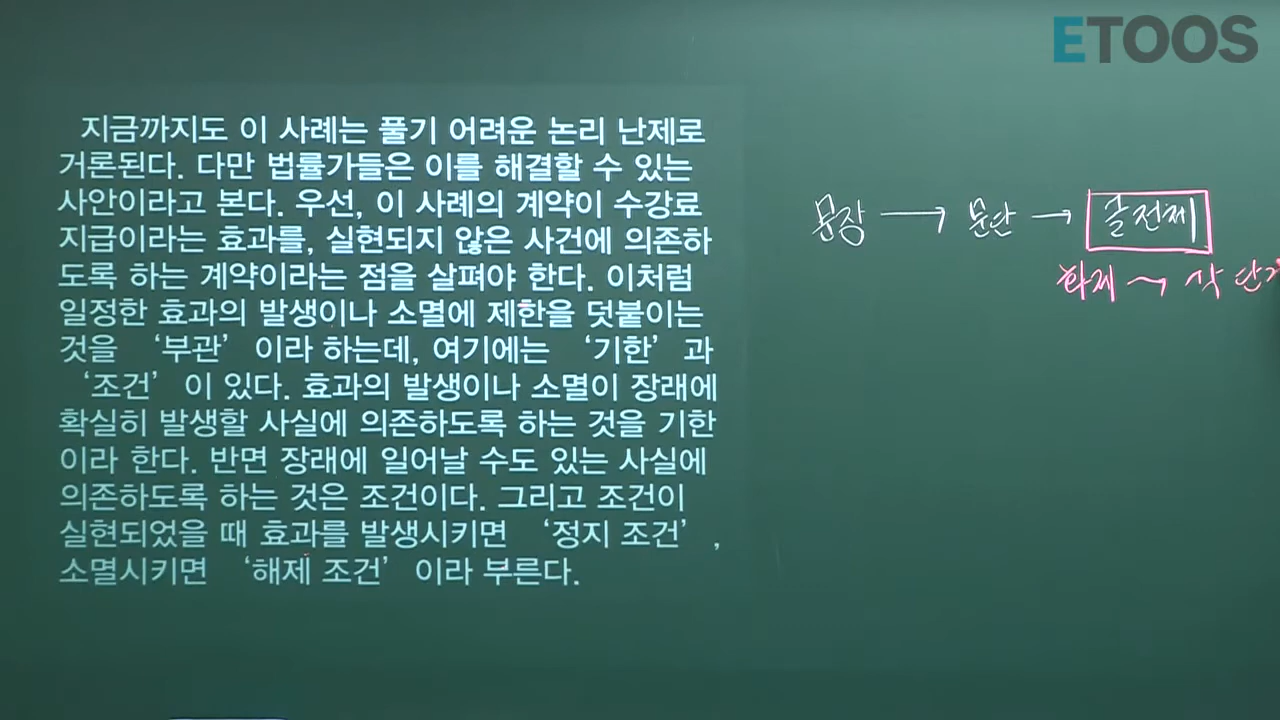 ETOOS
지금까지도 이 사례는 풀기 어려운 논리 난제로
거론된다. 다만 법률가들은 이를 해결할 수 있는
사안이라고 본다. 우선, 이 사례의 계약이 수강료
지급이라는 효과를, 실현되지 않은 사건에 의존하
도록 하는 계약이라는 점을 살펴야 한다. 이처럼
일정한 효과의 발생이나 소멸에 제한을 덧붙이는
것을 ‘부관’이라 하는데, 여기에는 ‘기한’과
‘조건’이 있다. 효과의 발생이나 소멸이 장래에
확실히 발생할 사실에 의존하도록 하는 것을 기한
이라 한다. 반면 장래에 일어날 수도 있는 사실에
의존하도록 하는 것은 조건이다. 그리고 조건이
실현되었을 때 효과를 발생시키면 ‘정지 조건’,
소멸시키면 ‘해제 조건’이라 부른다.
문장 → 문단 → 글전체
화제 →